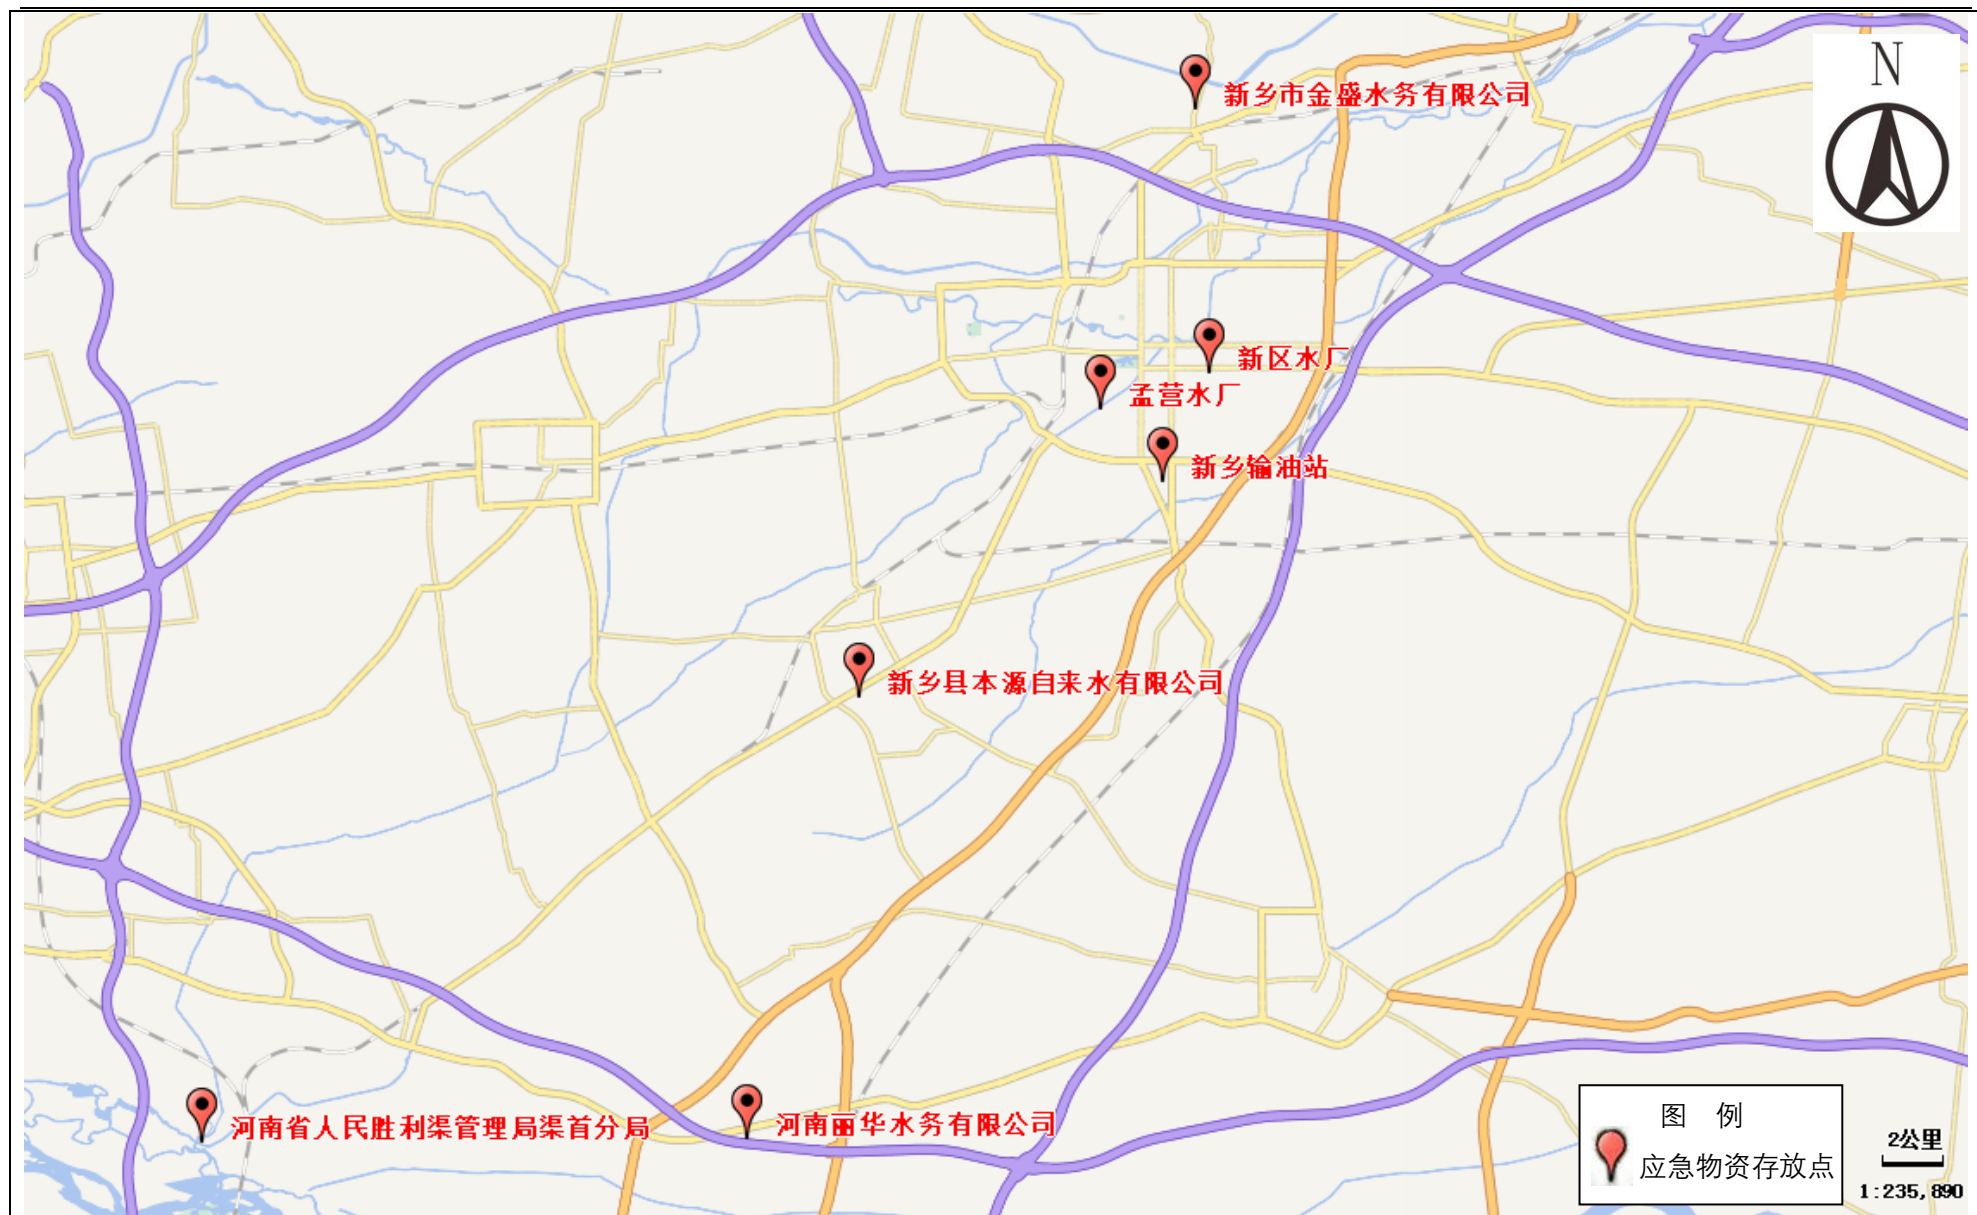 N
新乡市金盛水务有限公司
新区水厂
孟营水厂
新乡输油站
新乡县本源自来水有限公司
河南省人民胜利渠管理局渠首分局
河南丽华水务有限公司
图 例
应急物资存放点
2公里
1:235,890